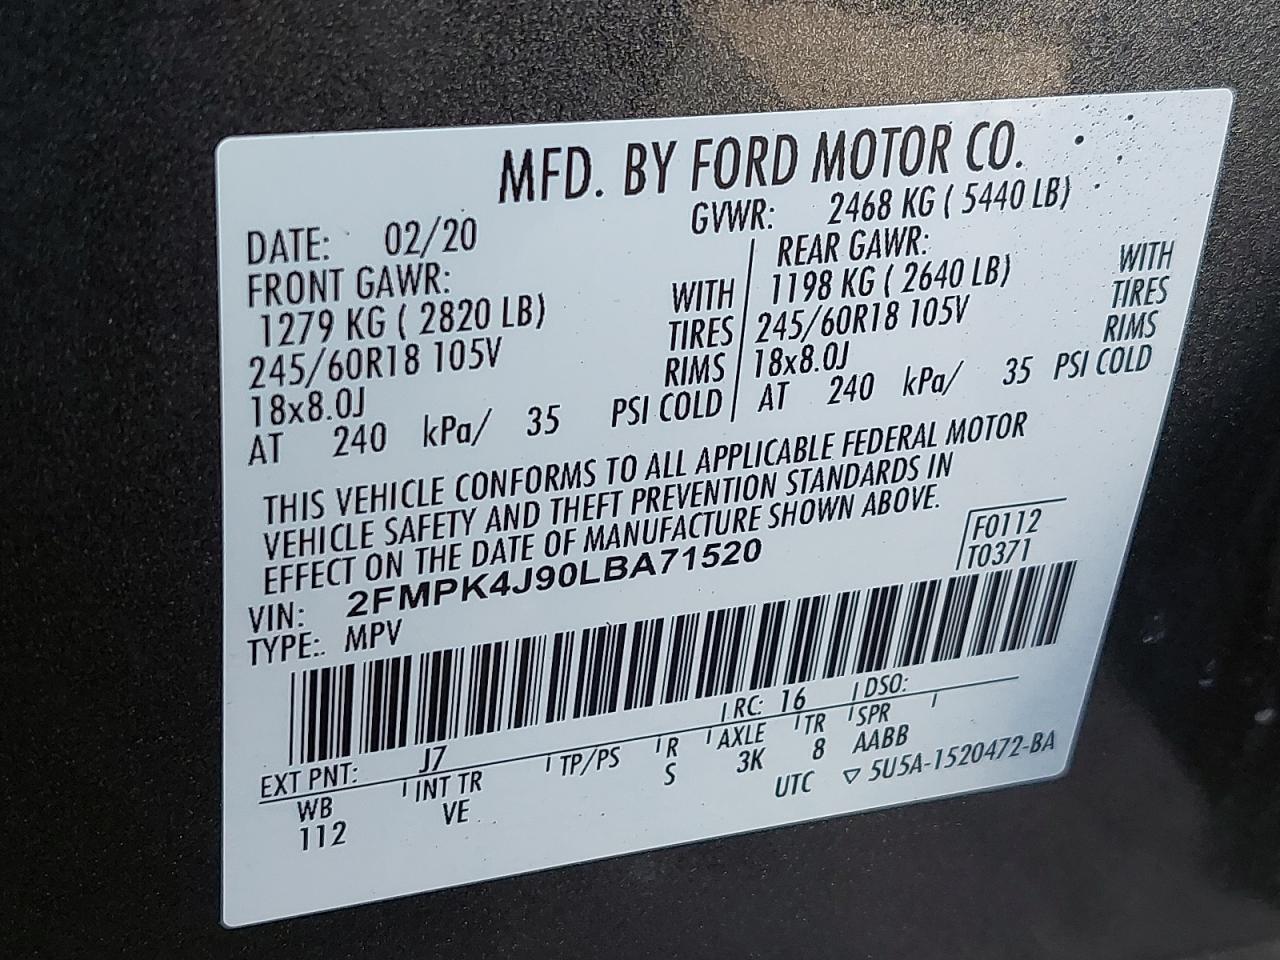 MFD. BY FORD MOTOR CO.
DATE: 02/20 GVWR: 2468 KG ( 5440 LB)
FRONT GAWR: REAR GAWR:
1279 KG ( 2820 LB) WITH 1198 KG ( 2640 LB) WITH
245/60R18 105V TIRES 245/60R18 105V TIRES
18x8.0J RIMS 18x8.0J RIMS
AT 240 kPa/ 35 PSI COLD AT 240 kPa/ 35 PSI COLD
THIS VEHICLE CONFORMS TO ALL APPLICABLE FEDERAL MOTOR
VEHICLE SAFETY AND THEFT PREVENTION STANDARDS IN
EFFECT ON THE DATE OF MANUFACTURE SHOWN ABOVE.
F0112
VIN: 2FMPK4J90LBA71520 T0371
TYPE: MPV
EXT PNT: J7 RC: 16 DSO:
WB INT TR TP/PS R AXLE TR SPR
112 VE S 3K 8 AABB
UTC ▽ 5U5A-1520472-BA